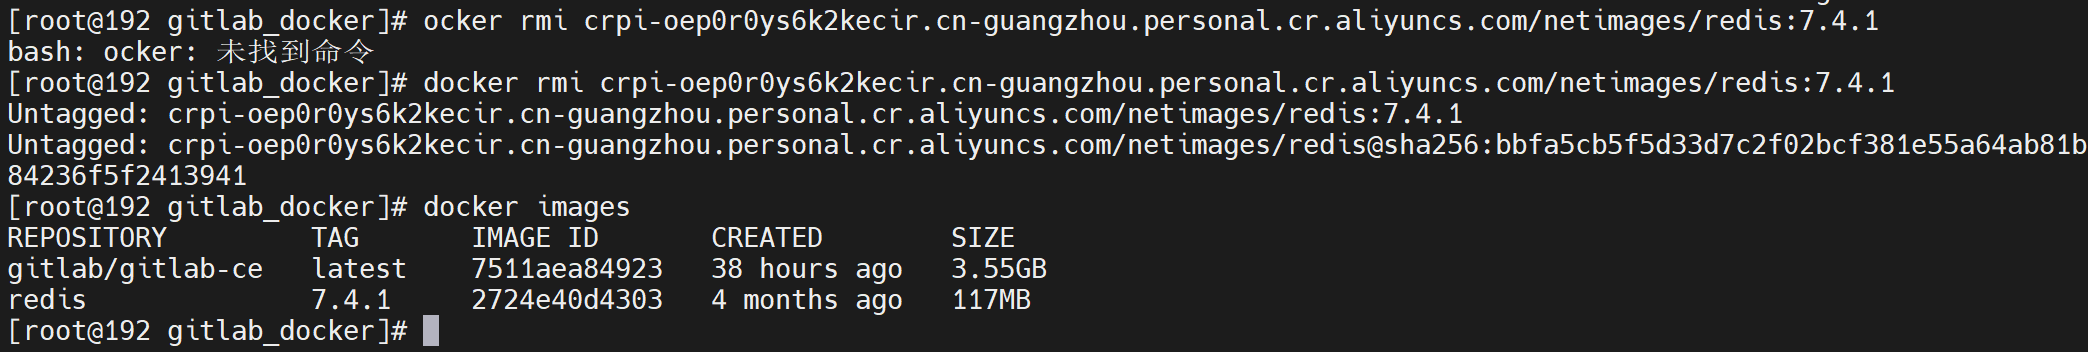 [root@192 gitlab_docker]# ocker rmi crpi-oep0r0ys6k2kecir.cn-guangzhou.personal.cr.aliyuncs.com/netimages/redis:7.4.1
bash: ocker: 未找到命令
[root@192 gitlab_docker]# docker rmi crpi-oep0r0ys6k2kecir.cn-guangzhou.personal.cr.aliyuncs.com/netimages/redis:7.4.1
Untagged: crpi-oep0r0ys6k2kecir.cn-guangzhou.personal.cr.aliyuncs.com/netimages/redis:7.4.1
Untagged: crpi-oep0r0ys6k2kecir.cn-guangzhou.personal.cr.aliyuncs.com/netimages/redis@sha256:bbfa5cb5f5d33d7c2f02bcf381e55a64ab81b
84236f5f2413941
[root@192 gitlab_docker]# docker images
REPOSITORY TAG IMAGE ID CREATED SIZE
gitlab/gitlab-ce latest 7511aea84923 38 hours ago 3.55GB
redis 7.4.1 2724e40d4303 4 months ago 117MB
[root@192 gitlab_docker]#